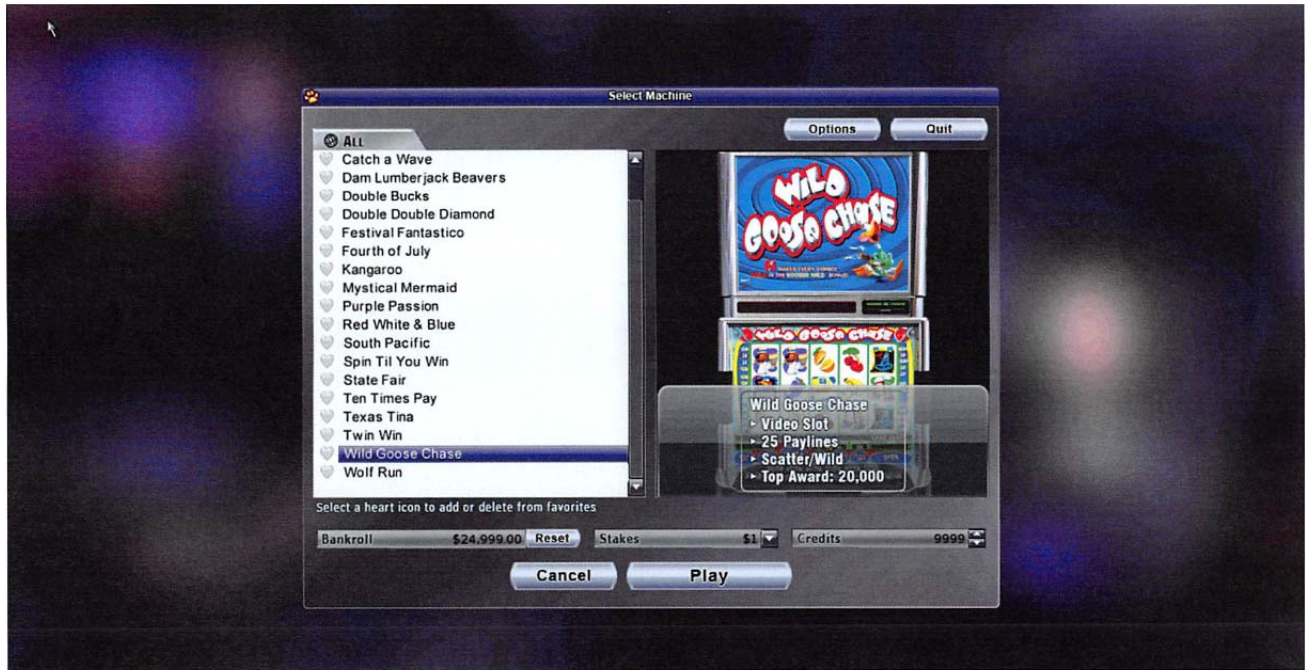 Select Machine
Options
Quit
ALL
Catch a Wave
Dam Lumberjack Beavers
Double Bucks
Double Double Diamond
Festival Fantastico
Fourth of July
Kangaroo
Mystical Mermaid
Purple Passion
Red White & Blue
South Pacific
Spin Til You Win
State Fair
Ten Times Pay
Texas Tina
Twin Win
Wild Goose Chase
Wolf Run
WILD
GOOSE CHASE
WILD GOOSE CHASE
Wild Goose Chase
▸ Video Slot
▸ 25 Paylines
▸ Scatter/Wild
▸ Top Award: 20,000
Select a heart icon to add or delete from favorites
Bankroll $24,999.00 Reset Stakes $1 Credits 9999
Cancel Play